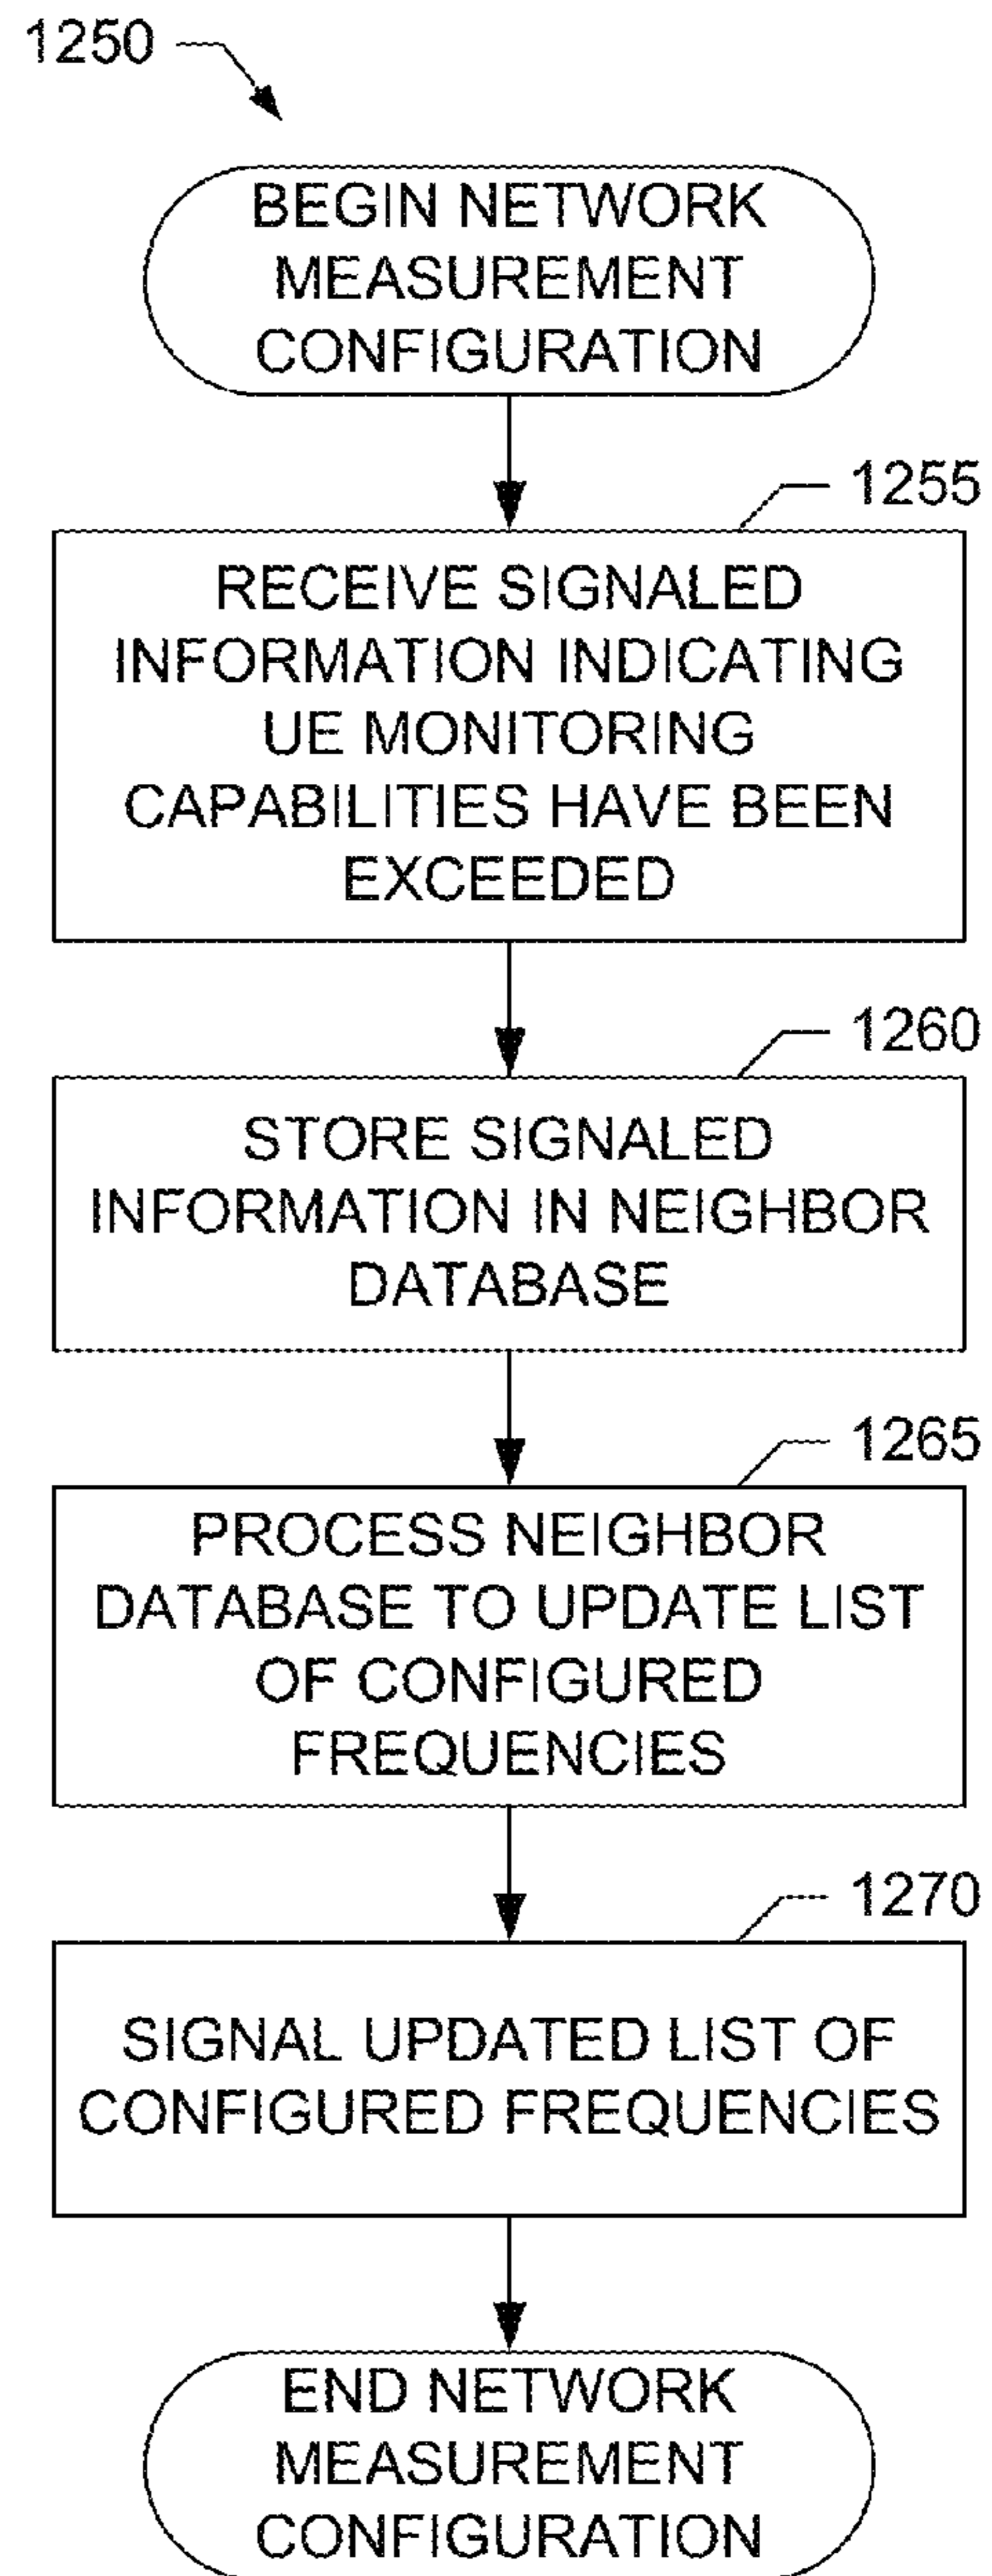 1250
BEGIN NETWORK
MEASUREMENT
CONFIGURATION
1255
RECEIVE SIGNALED
INFORMATION INDICATING
UE MONITORING
CAPABILITIES HAVE BEEN
EXCEEDED
1260
STORE SIGNALED
INFORMATION IN NEIGHBOR
DATABASE
1265
PROCESS NEIGHBOR
DATABASE TO UPDATE LIST
OF CONFIGURED
FREQUENCIES
1270
SIGNAL UPDATED LIST OF
CONFIGURED FREQUENCIES
END NETWORK
MEASUREMENT
CONFIGURATION